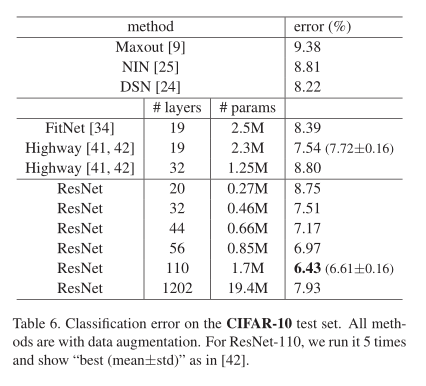 method error (%)
Maxout [9] 9.38
NIN [25] 8.81
DSN [24] 8.22
# layers # params
FitNet [34] 19 2.5M 8.39
Highway [41, 42] 19 2.3M 7.54 (7.72±0.16)
Highway [41, 42] 32 1.25M 8.80
ResNet 20 0.27M 8.75
ResNet 32 0.46M 7.51
ResNet 44 0.66M 7.17
ResNet 56 0.85M 6.97
ResNet 110 1.7M 6.43 (6.61±0.16)
ResNet 1202 19.4M 7.93
Table 6. Classification error on the CIFAR-10 test set. All meth-
ods are with data augmentation. For ResNet-110, we run it 5 times
and show “best (mean±std)” as in [42].